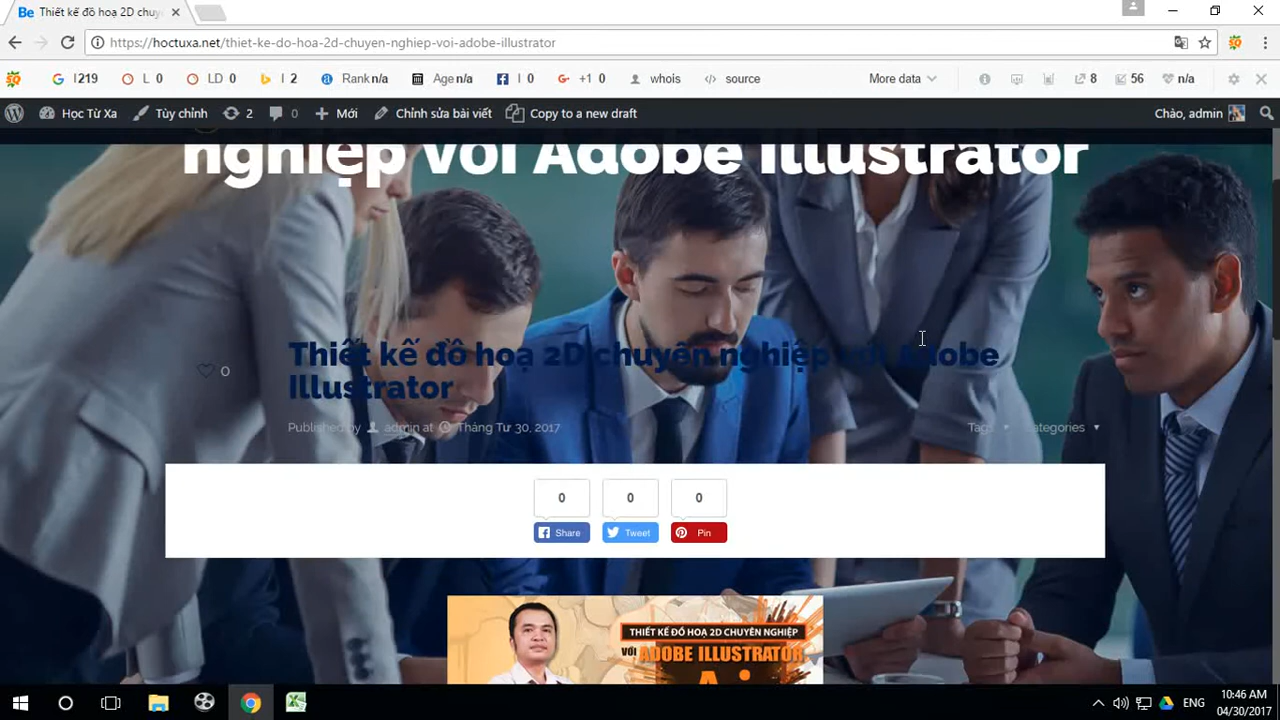 Be Thiết kế đồ hoạ 2D chuy
https://hoctuxa.net/thiet-ke-do-hoa-2d-chuyen-nghiep-voi-adobe-illustrator
I 219 L 0 LD 0 I 2 Rank n/a Age n/a I 0 +1 0 whois source More data 8 56 n/a
Học Từ Xa Tùy chỉnh 2 0 Mới Chỉnh sửa bài viết Copy to a new draft Chào, admin
nghiệp với Adobe Illustrator
Thiết kế đồ hoạ 2D chuyên nghiệp với Adobe
Illustrator
0
Published by admin at Tháng Tư 30, 2017 Tags Categories
0 0 0
Share Tweet Pin
THIẾT KẾ ĐỒ HOẠ 2D CHUYÊN NGHIỆP
VỚI ADOBE ILLUSTRATOR
ENG
10:46 AM
04/30/2017